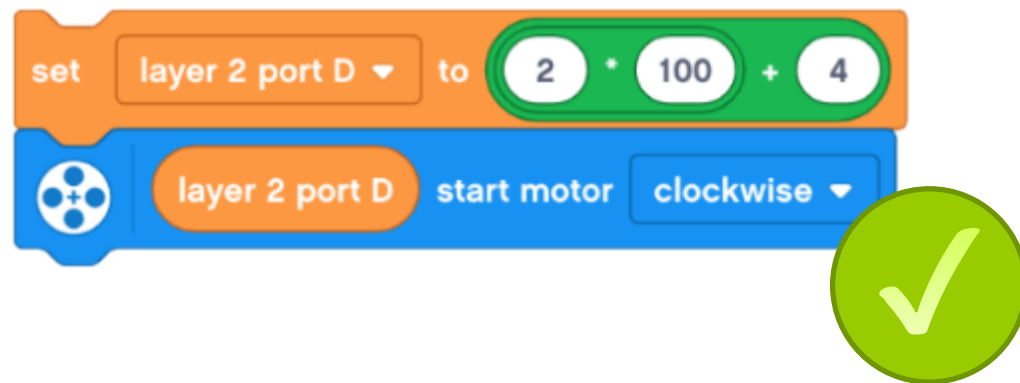 set layer 2 port D to 2 * 100 + 4
layer 2 port D start motor clockwise